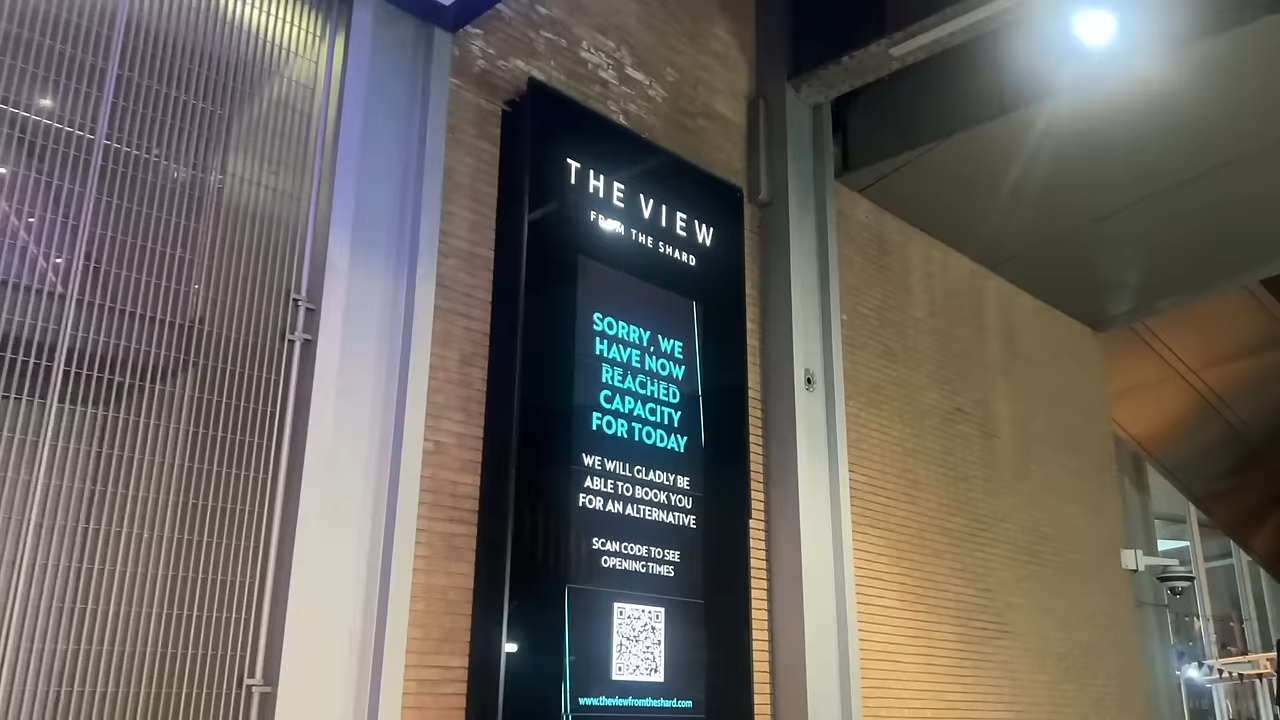 THE VIEW
FROM THE SHARD
SORRY, WE
HAVE NOW
REACHED
CAPACITY
FOR TODAY
WE WILL GLADLY BE
ABLE TO BOOK YOU
FOR AN ALTERNATIVE
SCAN CODE TO SEE
OPENING TIMES
www.theviewfromtheshard.com